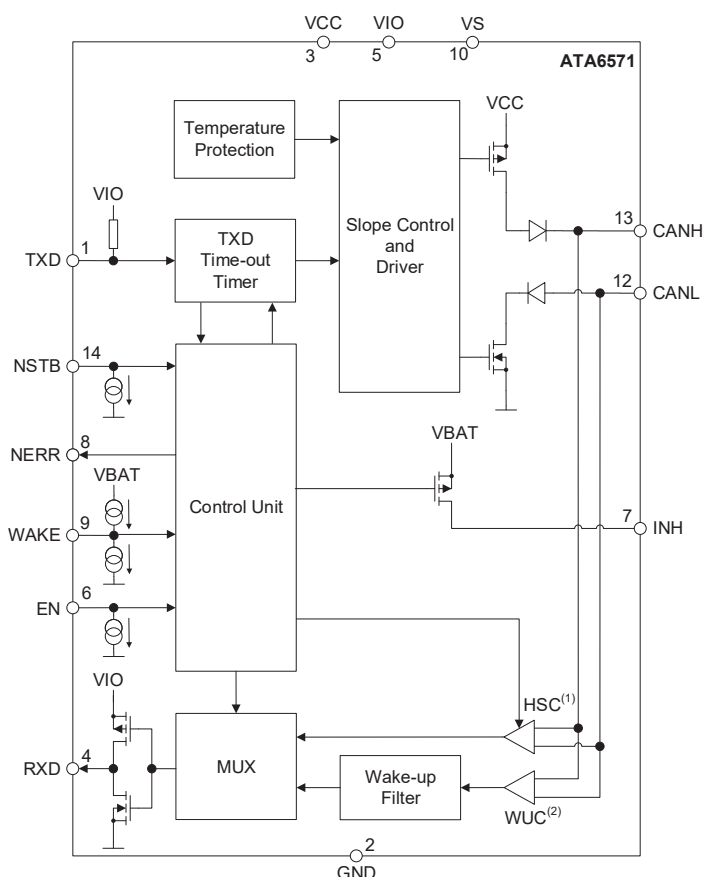 VCC VIO VS
3 5 10
ATA6571
VCC
Temperature
Protection
VIO
Slope Control
and
Driver
TXD 1
TXD
Time-out
Timer
13 CANH
12 CANL
NSTB 14
NERR 8
VBAT
WAKE 9
Control Unit
VBAT
7 INH
EN 6
VIO
HSC(1)
RXD 4
MUX
Wake-up
Filter
WUC(2)
2
GND